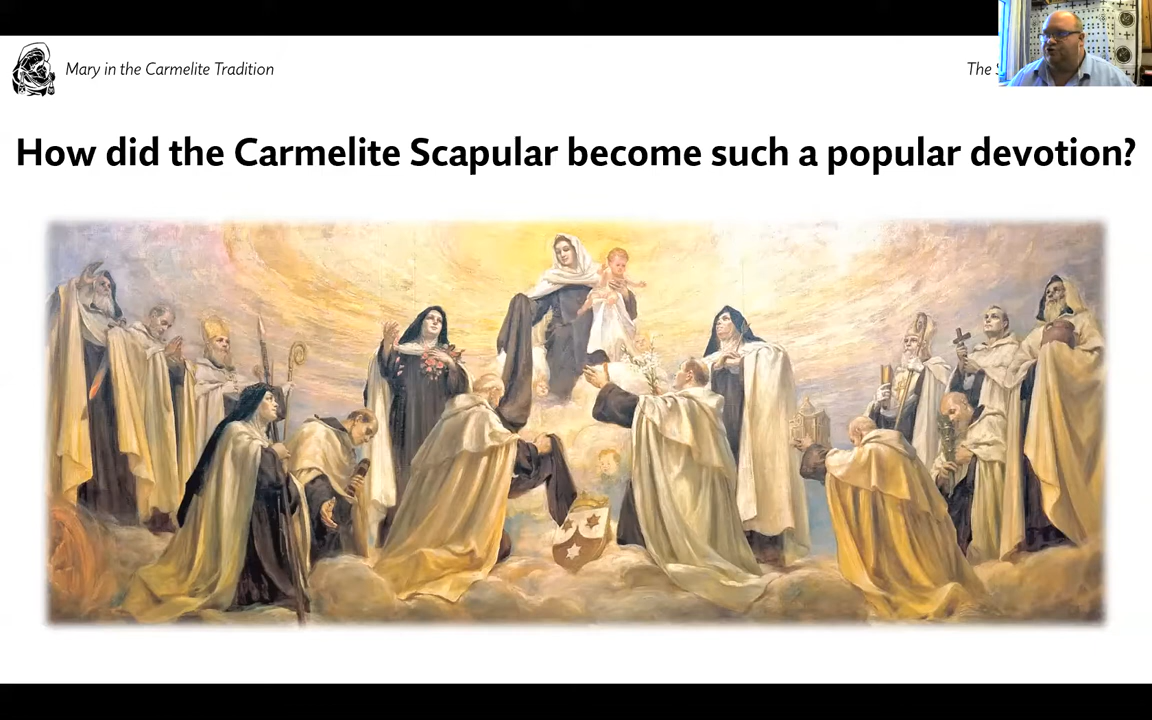 Mary in the Carmelite Tradition
The
How did the Carmelite Scapular become such a popular devotion?